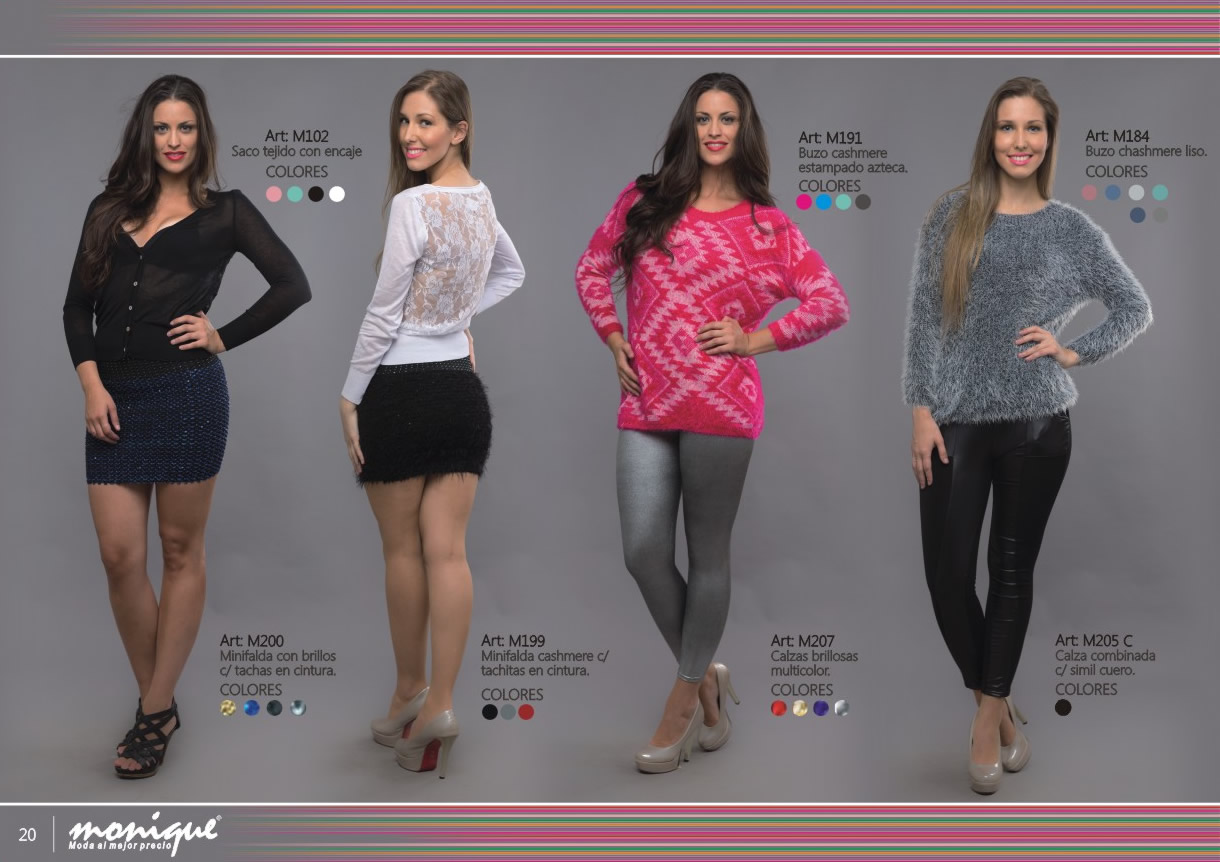 Art: M102
Saco tejido con encaje
COLORES
Art: M191
Buzo cashmere
estampado azteca.
COLORES
Art: M184
Buzo chashmere liso.
COLORES
Art: M200
Minifalda con brillos
c/ tachas en cintura.
COLORES
Art: M199
Minifalda cashmere c/
tachitas en cintura.
COLORES
Art: M207
Calzas brillosas
multicolor.
COLORES
Art: M205 C
Calza combinada
c/ simil cuero.
COLORES
20
monique®
Moda al mejor precio